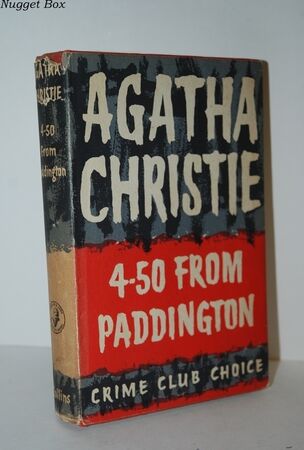 Nugget Box
AGATHA
CHRISTIE
4-50
From
Paddington
AGATHA
CHRISTIE
4-50 FROM
PADDINGTON
CRIME CLUB CHOICE
Collins